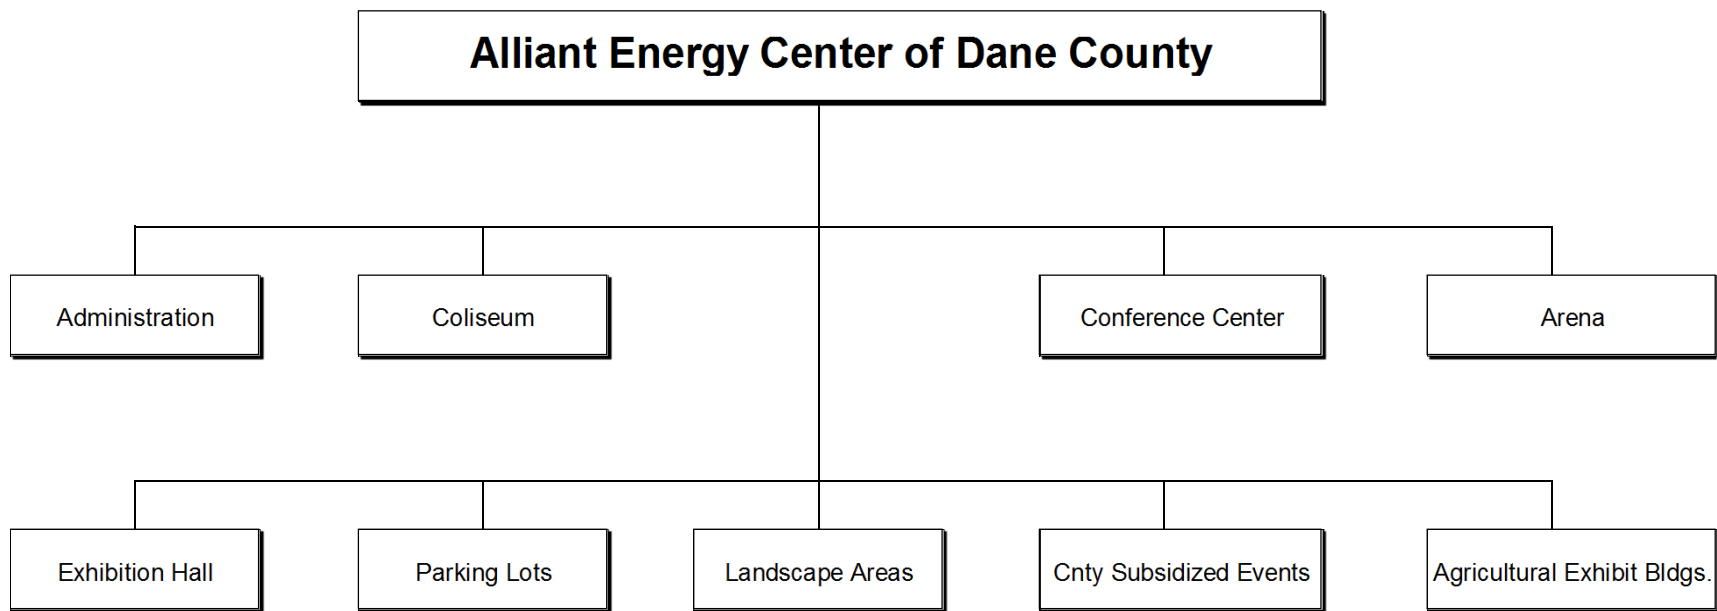 Alliant Energy Center of Dane County
Administration
Coliseum
Conference Center
Arena
Exhibition Hall
Parking Lots
Landscape Areas
Cnty Subsidized Events
Agricultural Exhibit Bldgs.